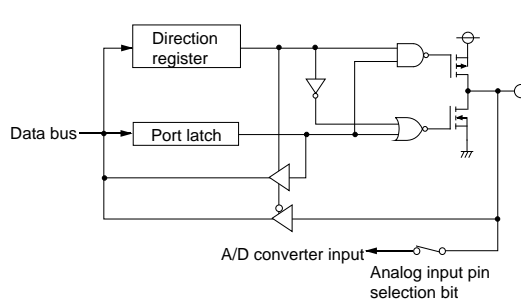 Direction
register
Data bus
Port latch
A/D converter input
Analog input pin
selection bit